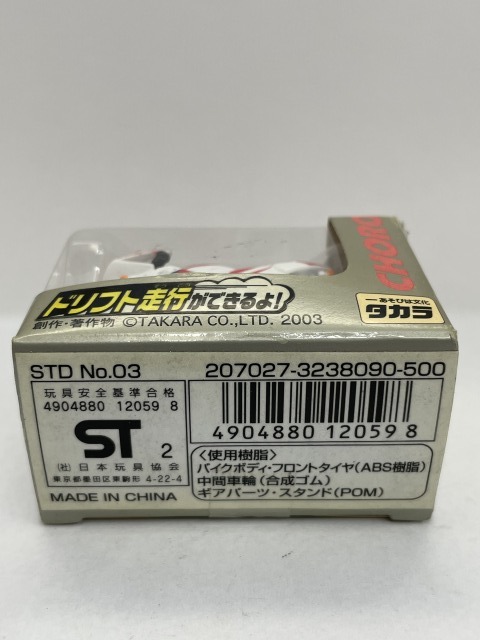 CHORO
ドリフト走行ができるよ!
創作・著作物 ©TAKARA CO.,LTD. 2003
ーあそびは文化
タカラ
STD No.03
207027-3238090-500
玩具安全基準合格
4904880 12059 8
ST 2
(社)日本玩具協会
東京都墨田区東駒形 4-22-4
MADE IN CHINA
4904880 120598
〈使用樹脂〉
バイクボディ・フロントタイヤ(ABS樹脂)
中間車輪(合成ゴム)
ギアパーツ・スタンド(POM)